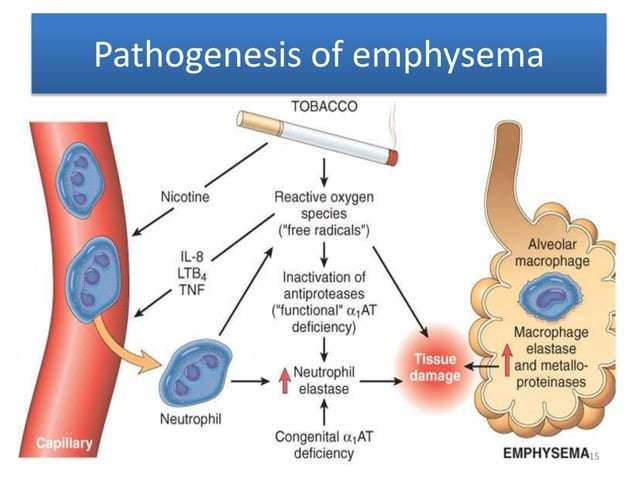 Pathogenesis of emphysema
TOBACCO
Nicotine
Reactive oxygen
species
("free radicals")
IL-8
LTB₄
TNF
Inactivation of
antiproteases
("functional" α₁AT
deficiency)
Alveolar
macrophage
Macrophage
elastase
and metallo-
proteinases
Tissue
damage
Neutrophil
elastase
Neutrophil
Congenital α₁AT
deficiency
Capillary
EMPHYSEMA
15